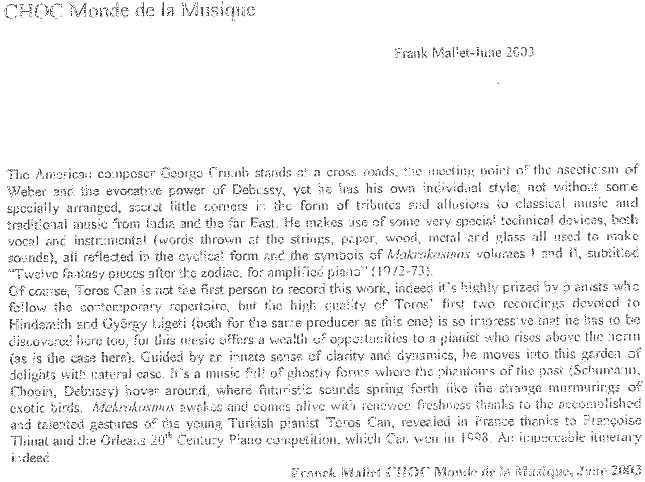 CHOC Monde de la Musique
Frank Mallet-June 2003
The American composer George Crumb stands at a cross roads, the meeting point of the asceticism of
Weber and the evocative power of Debussy, yet he has his own individual style; not without some
specially arranged, secret little corners in the form of tributes and allusions to classical music and
traditional music from India and the far East. He makes use of some very special technical devices, both
vocal and instrumental (words thrown at the strings, paper, wood, metal and glass all used to make
sounds), all reflected in the cyclical form and the symbols of Makrokosmos volumes I and II, subtitled
"Twelve fantasy pieces after the zodiac, for amplified piano" (1972-73).
Of course, Toros Can is not the first person to record this work, indeed it's highly prized by pianists who
follow the contemporary repertoire, but the high quality of Toros' first two recordings devoted to
Hindemith and György Ligeti (both for the same producer as this one) is so impressive that he has to be
discovered here too, for this music offers a wealth of opportunities to a pianist who rises above the norm
(as is the case here). Guided by an innate sense of clarity and dynamics, he moves into this garden of
delights with natural ease. It's a music full of ghostly forms where the phantoms of the past (Schumann,
Chopin, Debussy) hover around, where futuristic sounds spring forth like the strange murmurings of
exotic birds. Makrokosmos awakes and comes alive with renewed freshness thanks to the accomplished
and talented gestures of the young Turkish pianist Toros Can, revealed in France thanks to Françoise
Thinat and the Orleans 20th Century Piano competition, which Can won in 1998. An impeccable itinerary
indeed.
Franck Mallet CHOC Monde de la Musique, June 2003